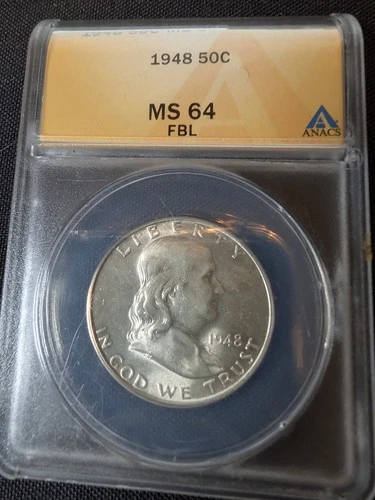 1948 50C
MS 64
FBL
ANACS
LIBERTY
1948
IN GOD WE TRUST